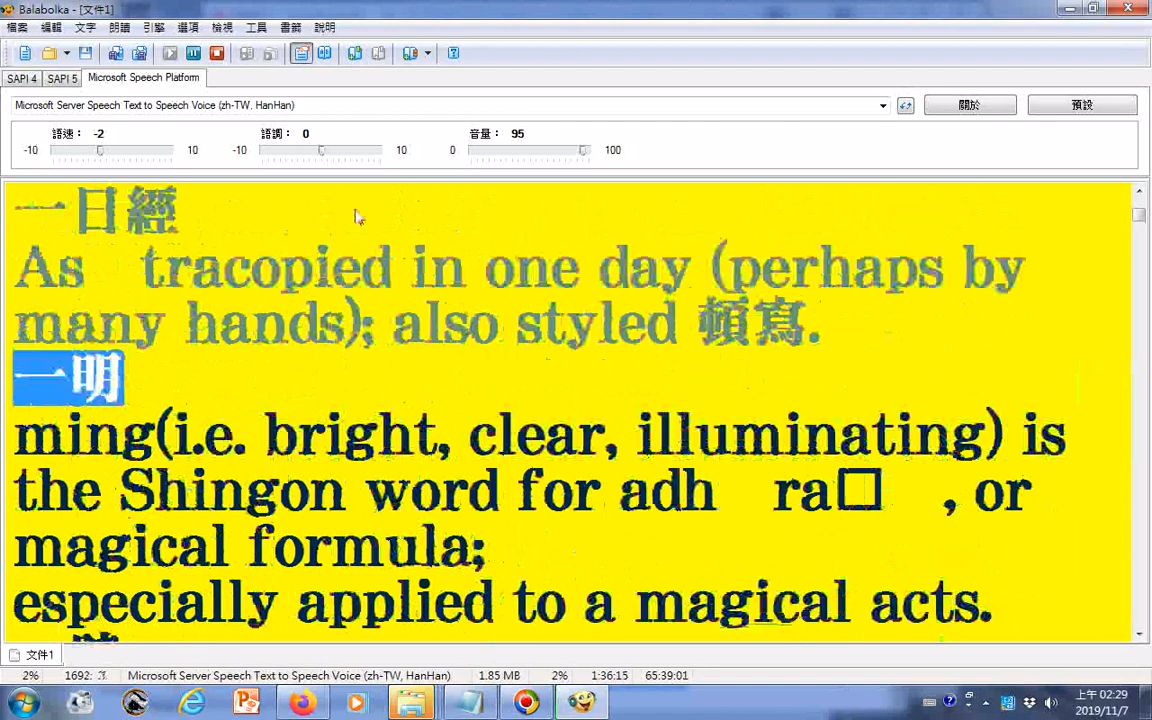 Balabolka - [文件1]
檔案 編輯 文字 朗讀 引擎 選項 檢視 工具 書籤 說明
SAPI 4 SAPI 5 Microsoft Speech Platform
Microsoft Server Speech Text to Speech Voice (zh-TW, HanHan) 關於 預設
語速： -2 語調： 0 音量： 95
-10 10 -10 10 0 100
一日經
As tracopied in one day (perhaps by
many hands); also styled 頓寫.
一明
ming(i.e. bright, clear, illuminating) is
the Shingon word for adh ra□ , or
magical formula;
especially applied to a magical acts.
文件1
2% 1692: Microsoft Server Speech Text to Speech Voice (zh-TW, HanHan) 1.85 MB 2% 1:36:15 65:39:01
上午 02:29
2019/11/7